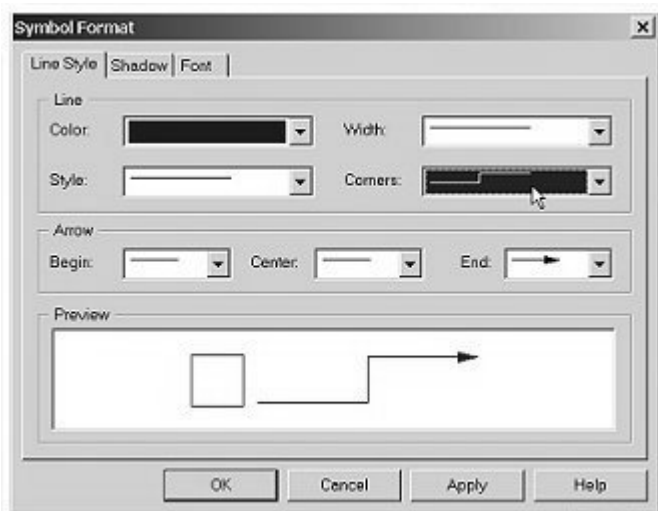 Symbol Format
Line Style Shadow Font
Line
Color: Width:
Style: Corners:
Arrow
Begin: Center: End:
Preview
OK Cancel Apply Help